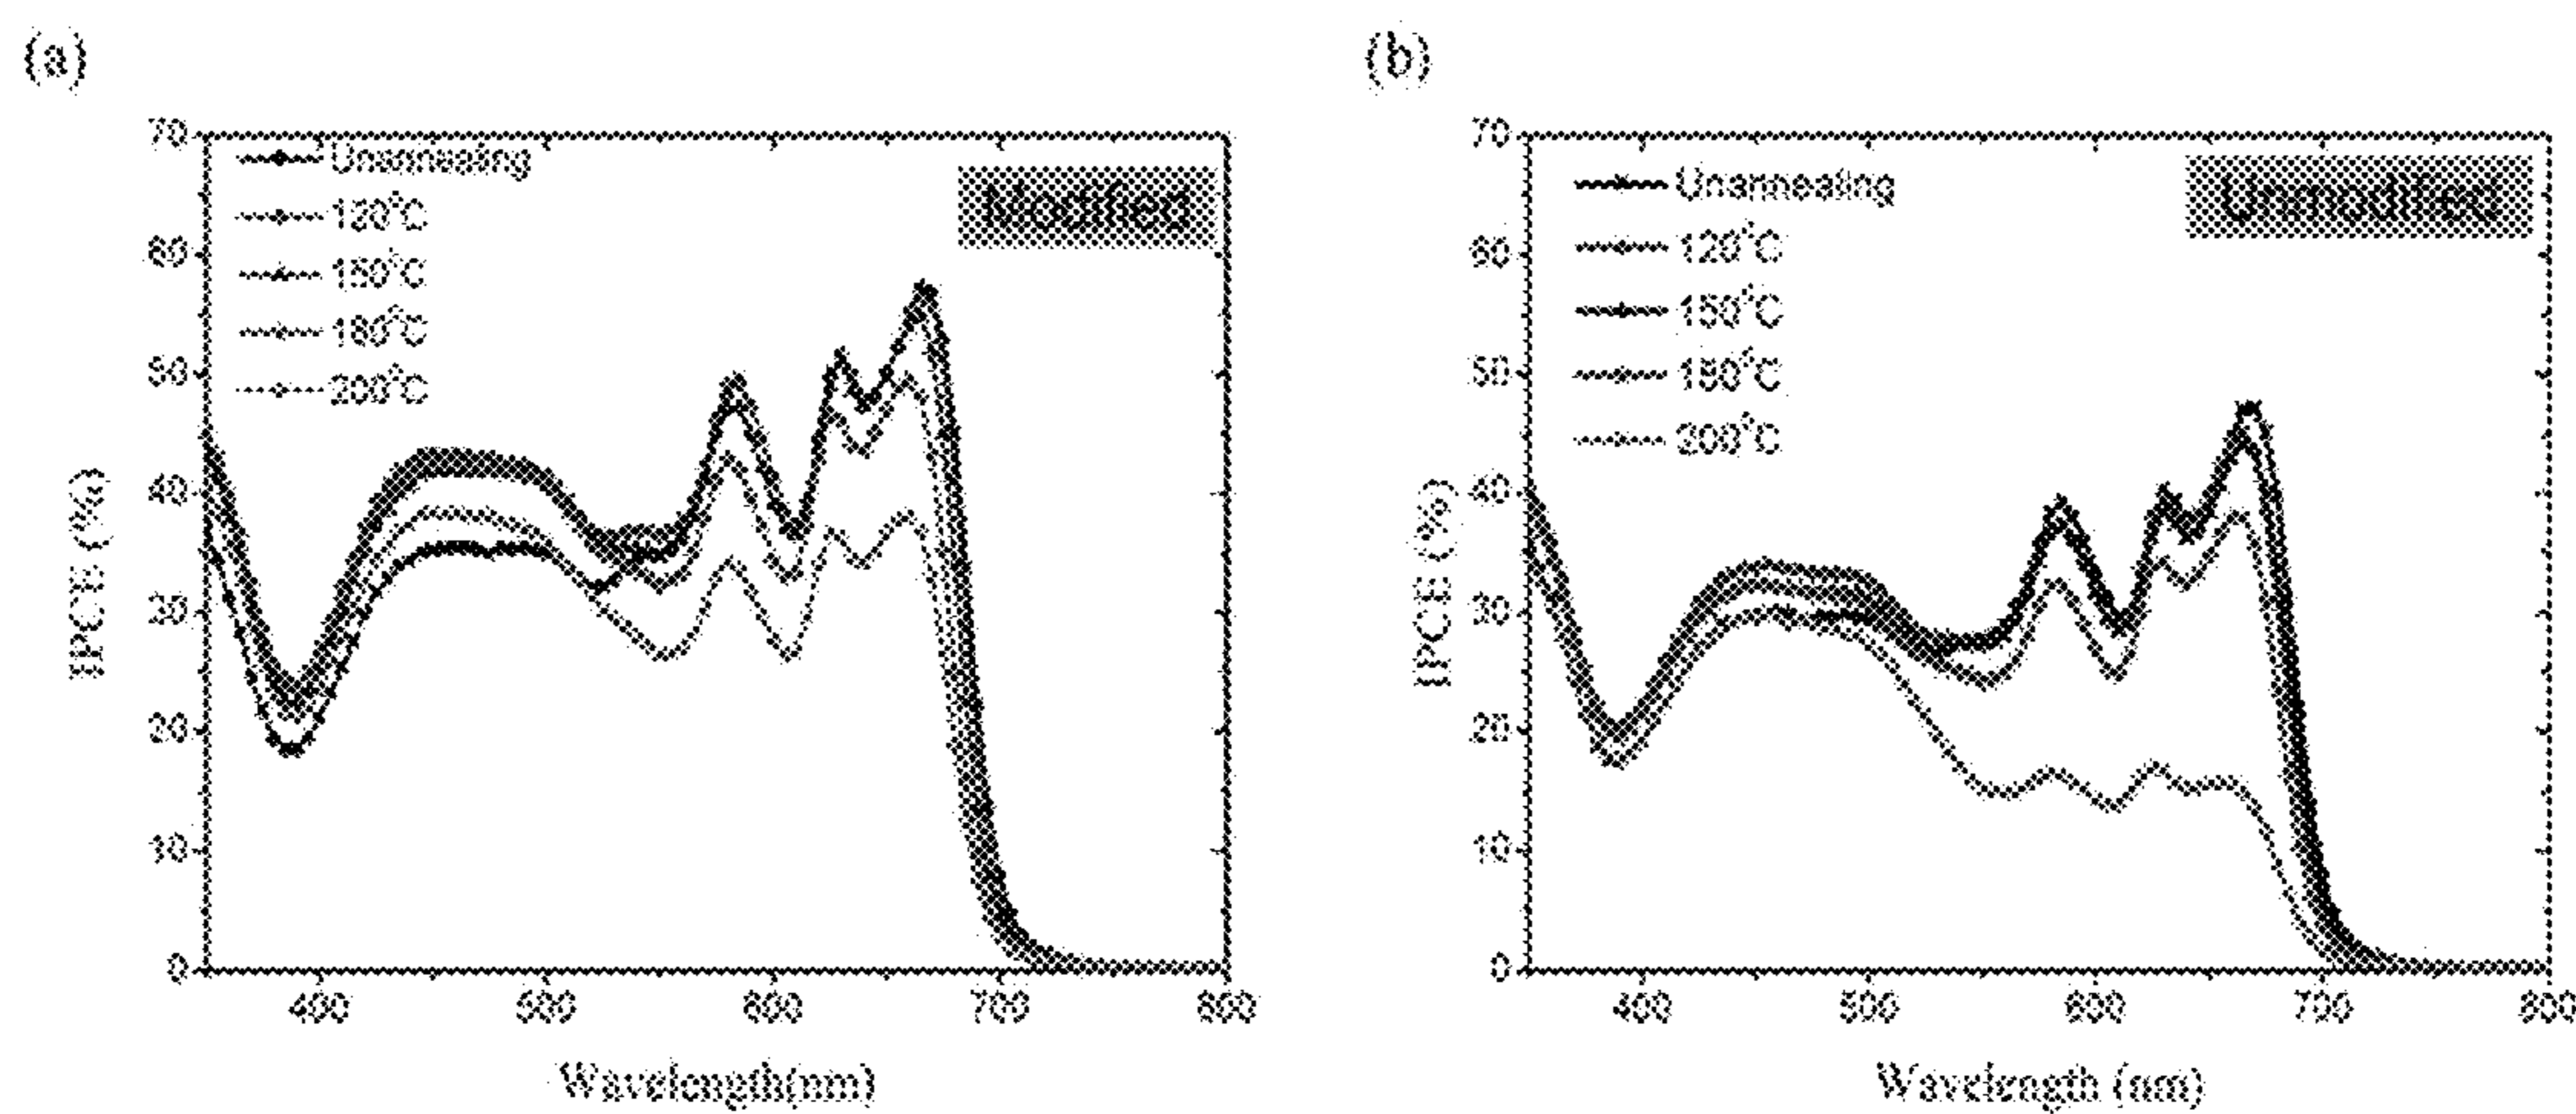 (a)
70
60
50
40
30
20
10
0
IPCE (%)
Unannealing
120°C
150°C
180°C
200°C
Modified
400
500
600
700
800
Wavelength(nm)
(b)
70
60
50
40
30
20
10
0
IPCE (%)
Unannealing
120°C
150°C
180°C
200°C
Unmodified
400
500
600
700
800
Wavelength (nm)